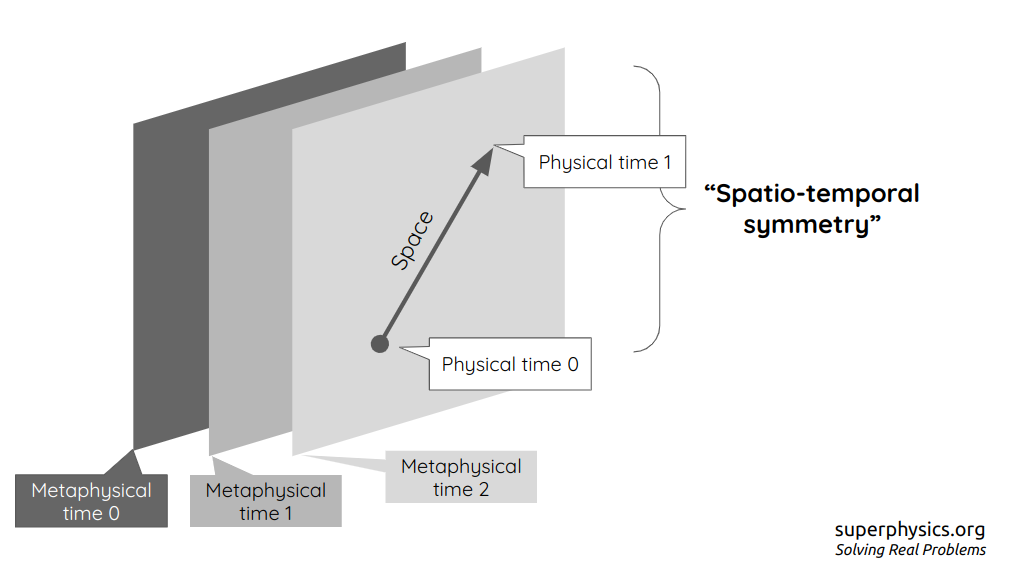 Physical time 1
“Spatio-temporal
symmetry”
Space
Physical time 0
Metaphysical
time 2
Metaphysical
time 0
Metaphysical
time 1
superphysics.org
Solving Real Problems